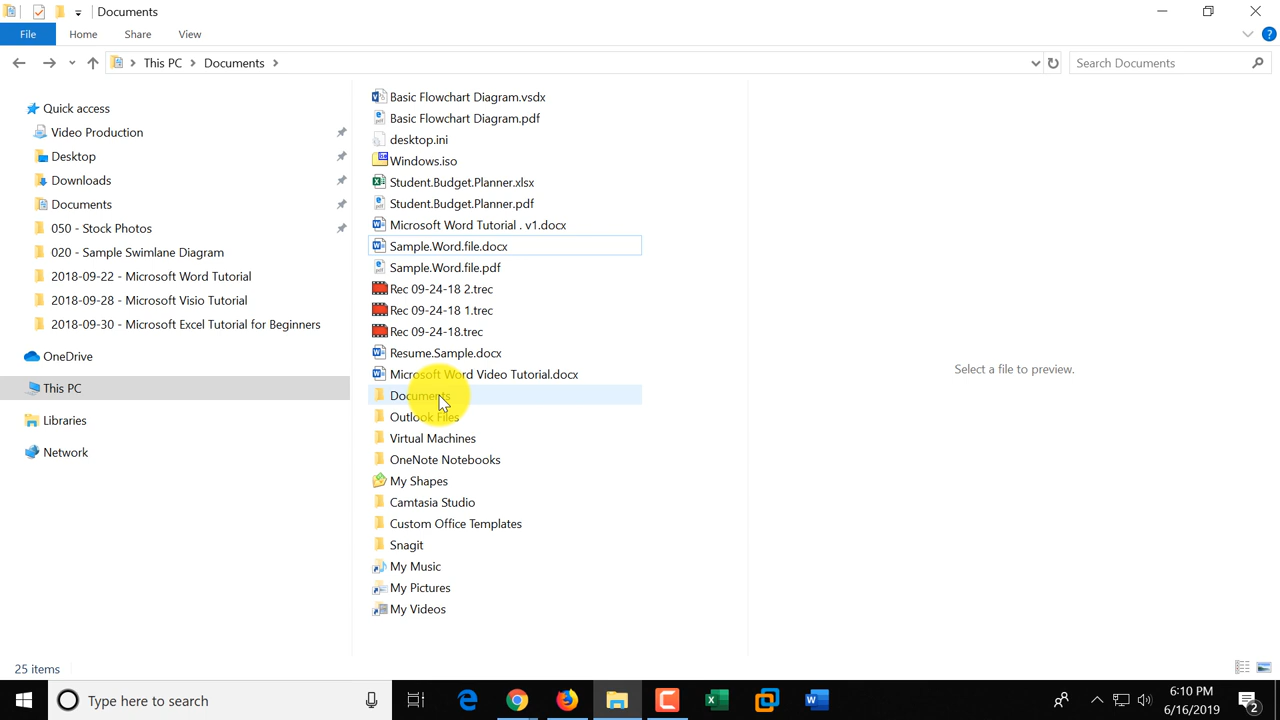 Documents
File
Home
Share
View
This PC
Documents
Search Documents
Quick access
Video Production
Desktop
Downloads
Documents
050 - Stock Photos
020 - Sample Swimlane Diagram
2018-09-22 - Microsoft Word Tutorial
2018-09-28 - Microsoft Visio Tutorial
2018-09-30 - Microsoft Excel Tutorial for Beginners
OneDrive
This PC
Libraries
Network
Basic Flowchart Diagram.vsdx
Basic Flowchart Diagram.pdf
desktop.ini
Windows.iso
Student.Budget.Planner.xlsx
Student.Budget.Planner.pdf
Microsoft Word Tutorial . v1.docx
Sample.Word.file.docx
Sample.Word.file.pdf
Rec 09-24-18 2.trec
Rec 09-24-18 1.trec
Rec 09-24-18.trec
Resume.Sample.docx
Microsoft Word Video Tutorial.docx
Documents
Outlook Files
Virtual Machines
OneNote Notebooks
My Shapes
Camtasia Studio
Custom Office Templates
Snagit
My Music
My Pictures
My Videos
Select a file to preview.
25 items
Type here to search
6:10 PM
6/16/2019
2